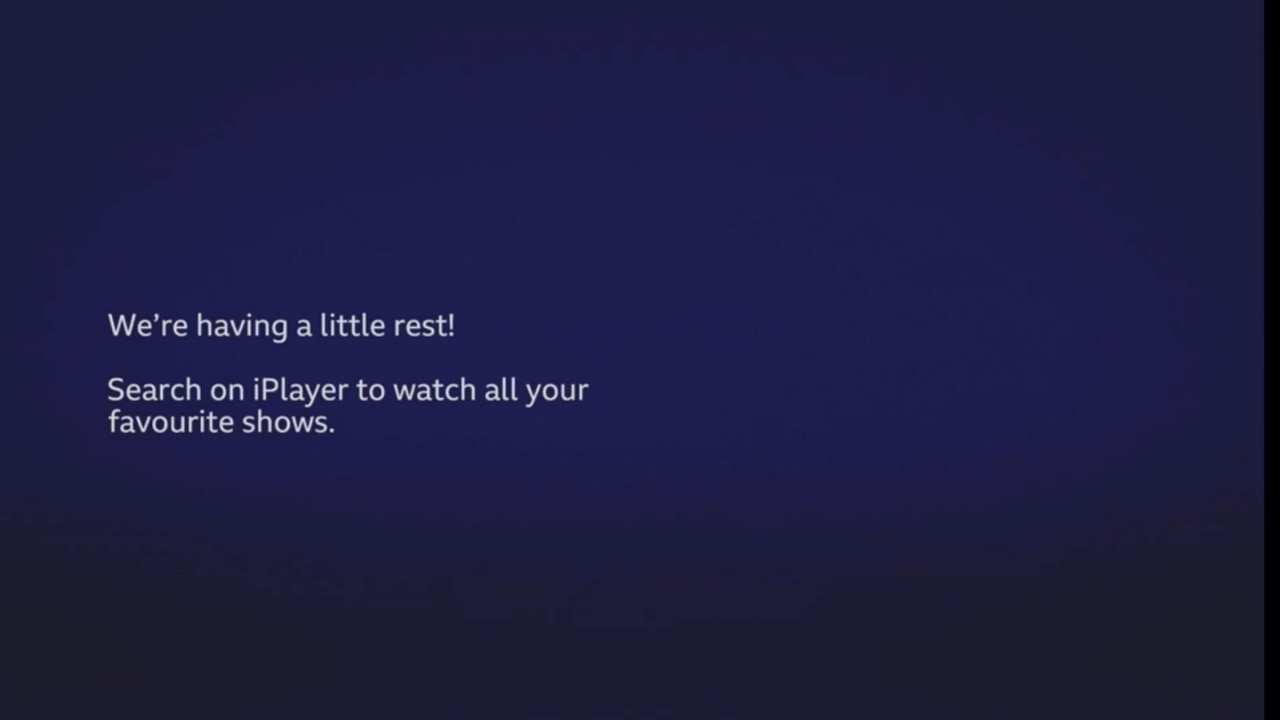 We’re having a little rest!
Search on iPlayer to watch all your
favourite shows.